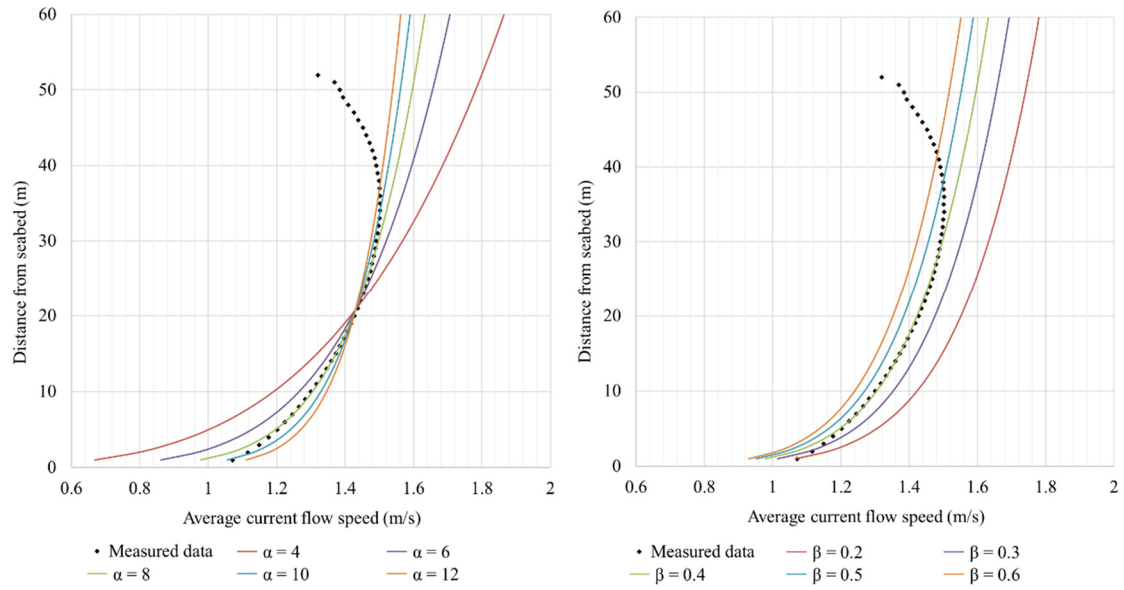 60
50
40
30
20
10
0
Distance from seabed (m)
0.6 0.8 1 1.2 1.4 1.6 1.8 2
Average current flow speed (m/s)
Measured data α = 4 α = 6
α = 8 α = 10 α = 12
60
50
40
30
20
10
0
Distance from seabed (m)
0.6 0.8 1 1.2 1.4 1.6 1.8 2
Average current flow speed (m/s)
Measured data β = 0.2 β = 0.3
β = 0.4 β = 0.5 β = 0.6